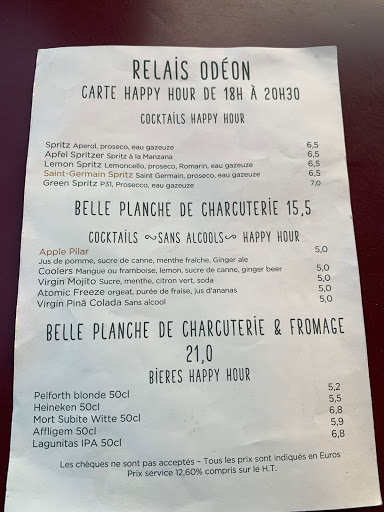 RELAIS ODÉON
CARTE HAPPY HOUR DE 18H À 20H30
COCKTAILS HAPPY HOUR
Spritz Aperol, proseco, eau gazeuze 6,5
Apfel Spritzer Spritz à la Manzana 6,5
Lemon Spritz Lemoncello, proseco, Romarin, eau gazeuze 6,5
Saint-Germain Spritz Saint Germain, proseco, eau gazeuze 6,5
Green Spritz P31, Prosecco, eau gazeuze 7,0
BELLE PLANCHE DE CHARCUTERIE 15,5
COCKTAILS ~SANS ALCOOLS~ HAPPY HOUR
Apple Pilar 5,0
Jus de pomme, sucre de canne, menthe fraîche, Ginger ale
Coolers Mangue ou framboise, lemon, sucre de canne, ginger beer 5,0
Virgin Mojito Sucre, menthe, citron vert, soda 5,0
Atomic Freeze orgeat, purée de fraise, jus d'ananas 5,0
Virgin Pinã Colada Sans alcool 5,0
BELLE PLANCHE DE CHARCUTERIE & FROMAGE
21,0
BIERES HAPPY HOUR
Pelforth blonde 50cl 5,2
Heineken 50cl 5,5
Mort Subite Witte 50cl 6,8
Affligem 50cl 5,9
Lagunitas IPA 50cl 6,8
Les chèques ne sont pas acceptés – Tous les prix sont indiqués en Euros
Prix service 12,60% compris sur le H.T.